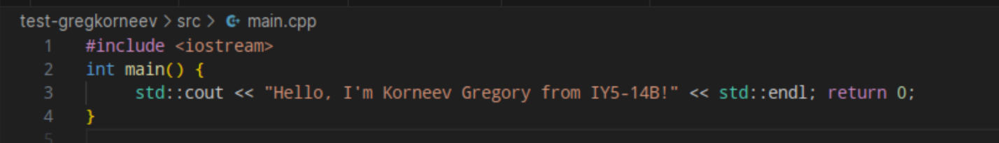 test-gregkorneev > src > main.cpp
1 #include <iostream>
2 int main() {
3 std::cout << "Hello, I'm Korneev Gregory from IY5-14B!" << std::endl; return 0;
4 }
5